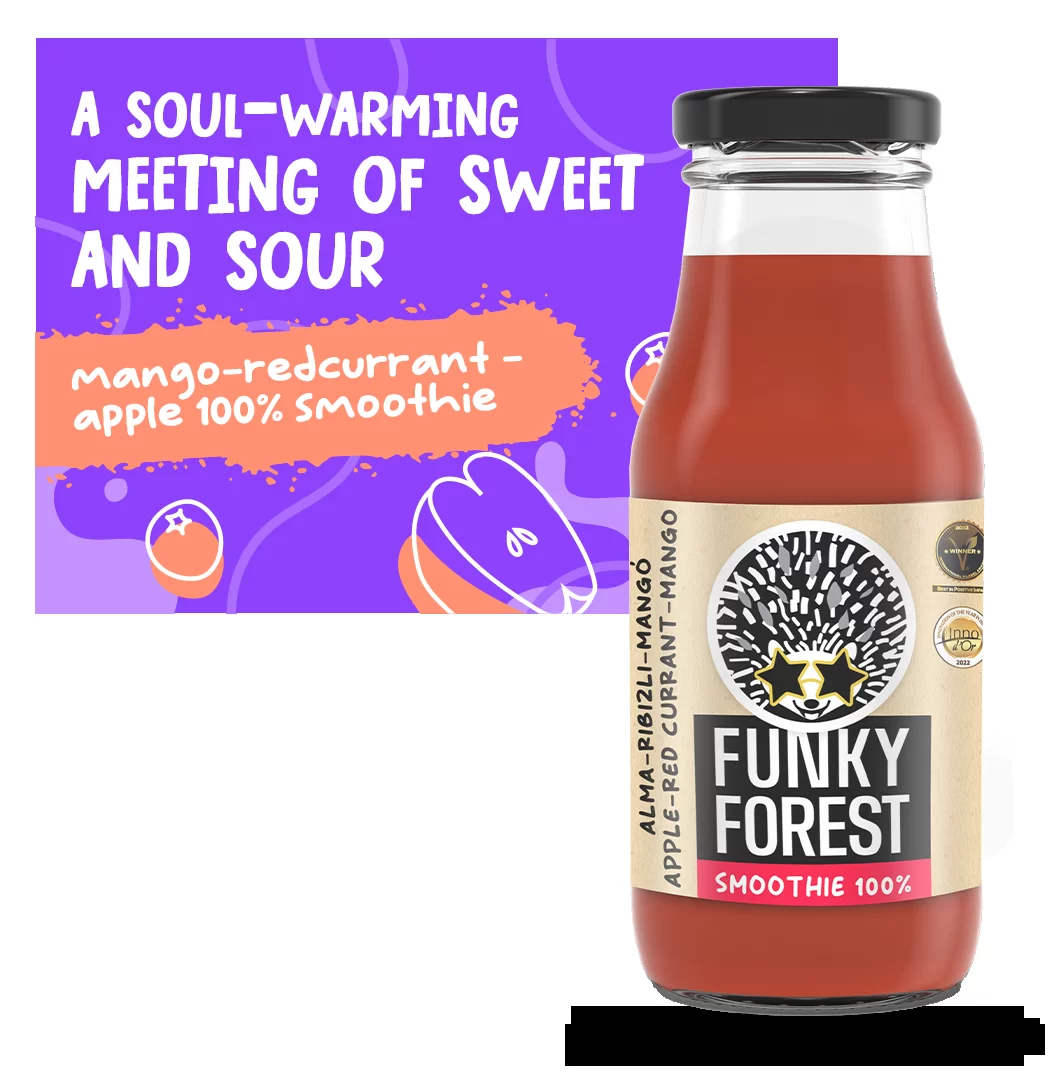 A SOUL-WARMING
MEETING OF SWEET
AND SOUR
mango-redcurrant -
apple 100% smoothie
ALMA-RIBIZLI-MANGÓ
APPLE-RED CURRANT-MANGO
FUNKY
FOREST
SMOOTHIE 100%
WINNER
Inno
d'Or
2022